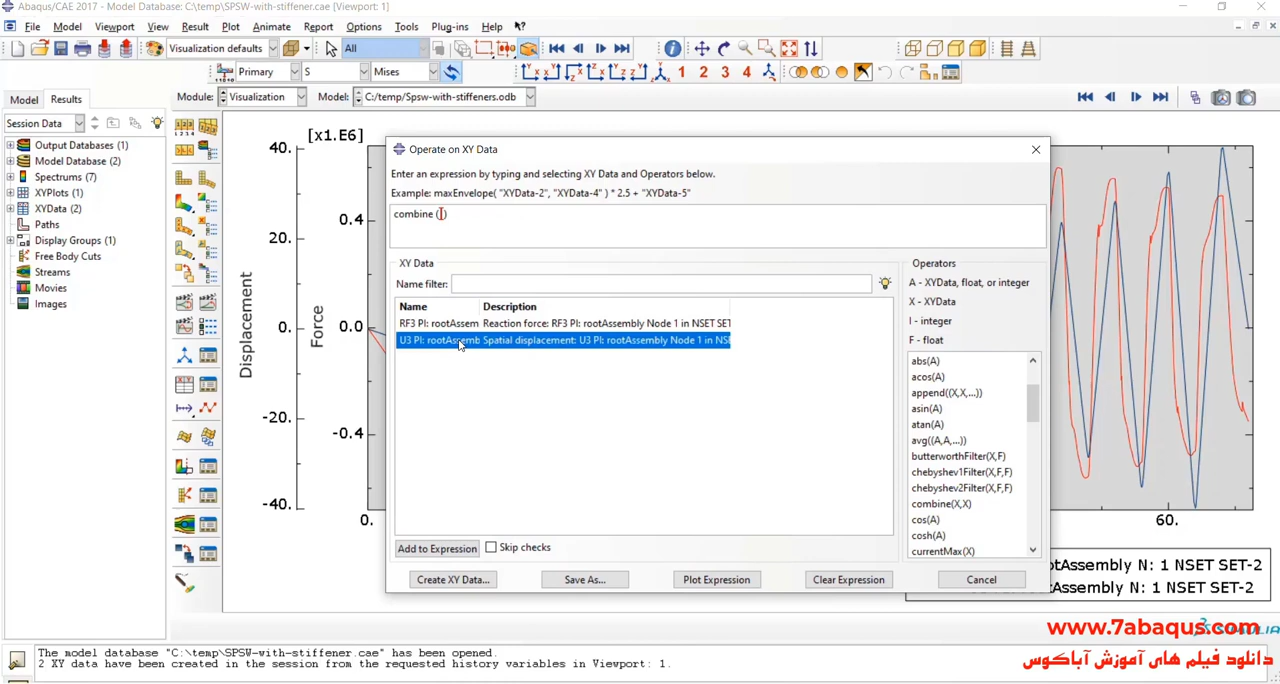 Abaqus/CAE 2017 - Model Database: C:\temp\SPSW-with-stiffener.cae [Viewport: 1]
File Model Viewport View Result Plot Animate Report Options Tools Plug-ins Help
Visualization defaults All
Primary S Mises 1 2 3 4
Model Results Module: Visualization Model: C:/temp/Spsw-with-stiffeners.odb
Session Data
Output Databases (1)
Model Database (2)
Spectrums (7)
XYPlots (1)
XYData (2)
Paths
Display Groups (1)
Free Body Cuts
Streams
Movies
Images
[x1.E6]
40.
20.
0.
-20.
-40.
Displacement
0.4
0.0
-0.4
Force
0.
60.
Operate on XY Data
Enter an expression by typing and selecting XY Data and Operators below.
Example: maxEnvelope( "XYData-2", "XYData-4" ) * 2.5 + "XYData-5"
combine ( )
XY Data
Name filter:
Name Description
RF3 PI: rootAssem Reaction force: RF3 PI: rootAssembly Node 1 in NSET SET
U3 PI: rootAssemb Spatial displacement: U3 PI: rootAssembly Node 1 in NSE
Add to Expression Skip checks
Operators
A - XYData, float, or integer
X - XYData
I - integer
F - float
abs(A)
acos(A)
append((X,X,...))
asin(A)
atan(A)
avg((A,A,...))
butterworthFilter(X,F)
chebyshev1Filter(X,F,F)
chebyshev2Filter(X,F,F)
combine(X,X)
cos(A)
cosh(A)
currentMax(X)
Create XY Data... Save As... Plot Expression Clear Expression Cancel
otAssembly N: 1 NSET SET-2
tAssembly N: 1 NSET SET-2
www.7abaqus.com
دانلود فیلم های آموزش آباکوس
The model database "C:\temp\SPSW-with-stiffener.cae" has been opened.
2 XY data have been created in the session from the requested history variables in Viewport: 1.